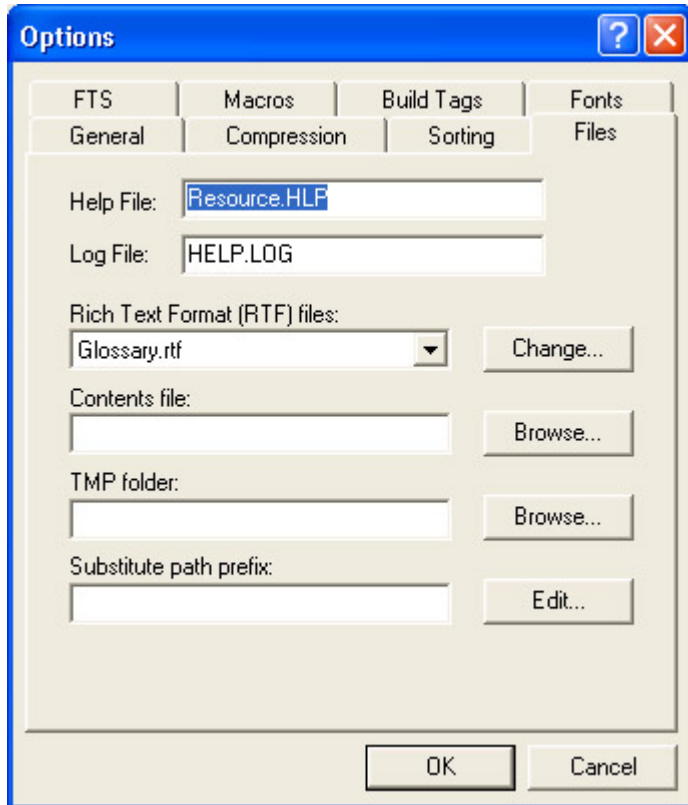 Options
FTS Macros Build Tags Fonts
General Compression Sorting Files
Help File: Resource.HLP
Log File: HELP.LOG
Rich Text Format (RTF) files:
Glossary.rtf Change...
Contents file:
Browse...
TMP folder:
Browse...
Substitute path prefix:
Edit...
OK Cancel